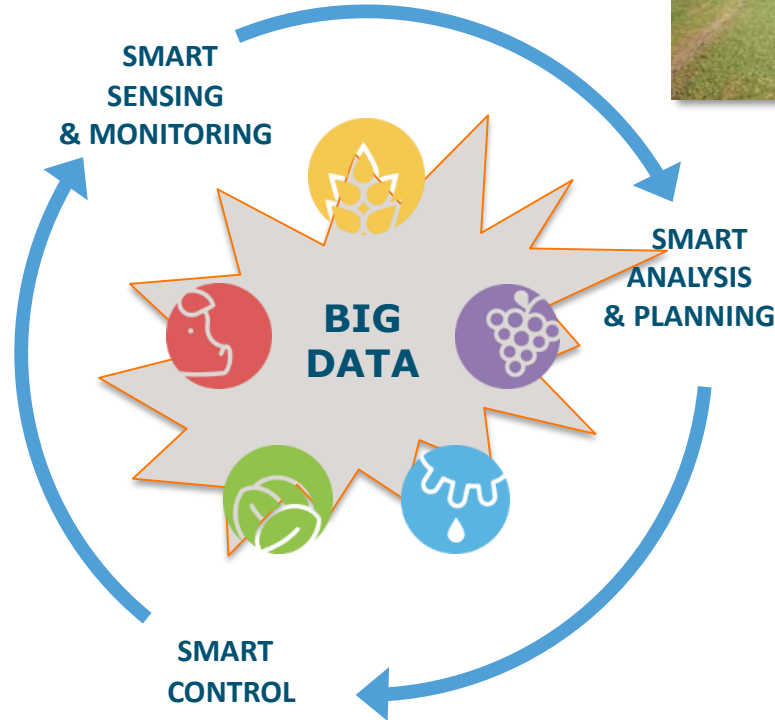 SMART
SENSING
& MONITORING
SMART
ANALYSIS
& PLANNING
BIG
DATA
SMART
CONTROL